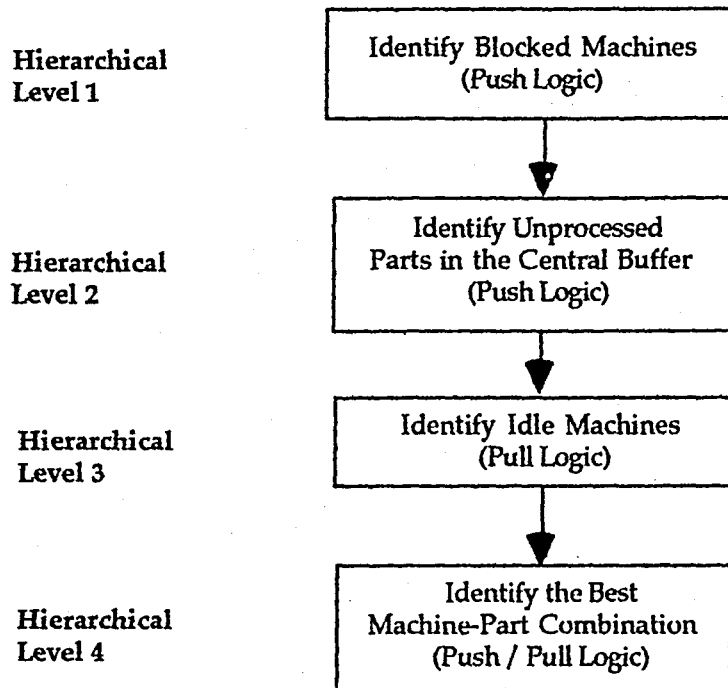 Hierarchical
Level 1
Identify Blocked Machines
(Push Logic)
Hierarchical
Level 2
Identify Unprocessed
Parts in the Central Buffer
(Push Logic)
Hierarchical
Level 3
Identify Idle Machines
(Pull Logic)
Hierarchical
Level 4
Identify the Best
Machine-Part Combination
(Push / Pull Logic)